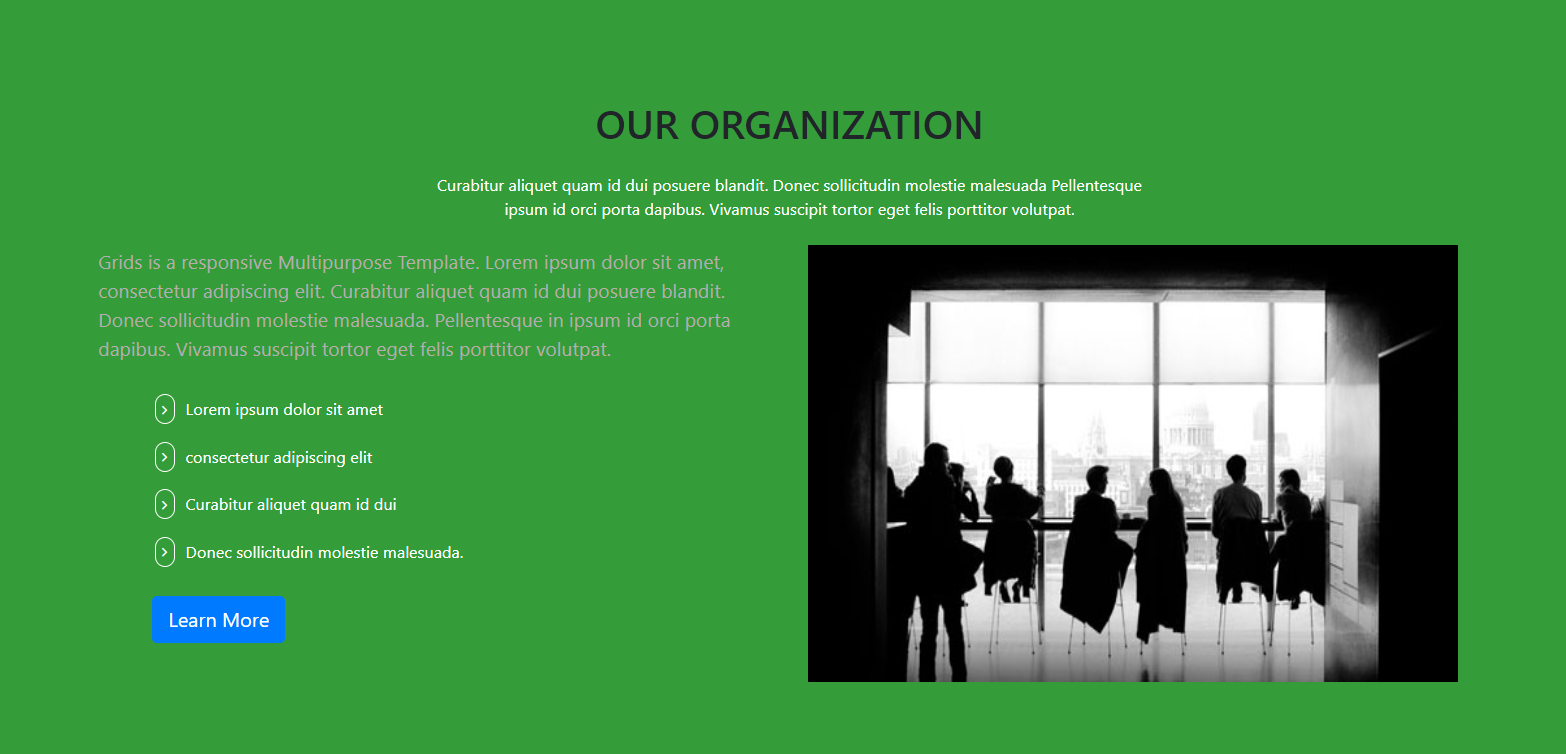 OUR ORGANIZATION
Curabitur aliquet quam id dui posuere blandit. Donec sollicitudin molestie malesuada Pellentesque
ipsum id orci porta dapibus. Vivamus suscipit tortor eget felis porttitor volutpat.
Grids is a responsive Multipurpose Template. Lorem ipsum dolor sit amet,
consectetur adipiscing elit. Curabitur aliquet quam id dui posuere blandit.
Donec sollicitudin molestie malesuada. Pellentesque in ipsum id orci porta
dapibus. Vivamus suscipit tortor eget felis porttitor volutpat.
Lorem ipsum dolor sit amet
consectetur adipiscing elit
Curabitur aliquet quam id dui
Donec sollicitudin molestie malesuada.
Learn More